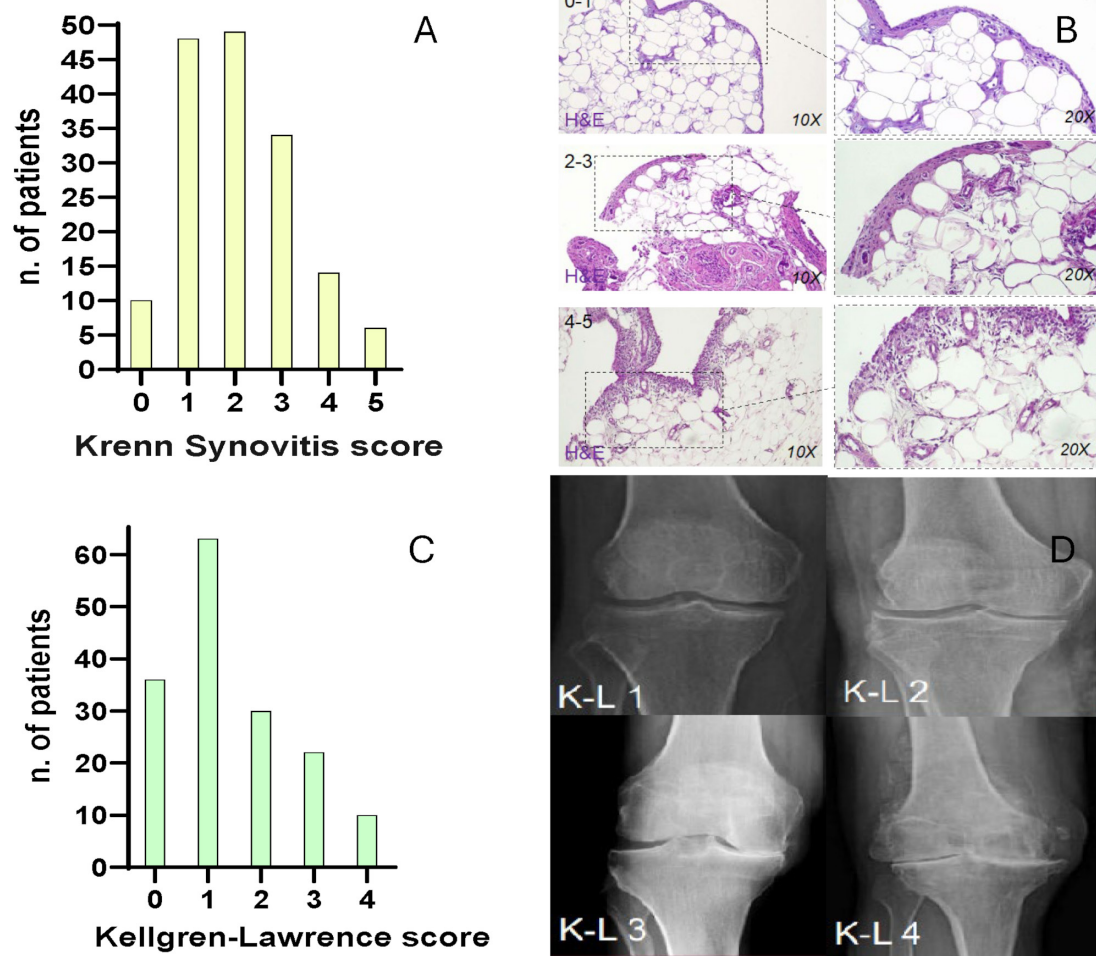 A
n. of patients
50
45
40
35
30
25
20
15
10
5
0
0 1 2 3 4 5
Krenn Synovitis score
B
0-1
H&E
10X
20X
2-3
H&E
10X
20X
4-5
H&E
10X
20X
C
n. of patients
60
50
40
30
20
10
0
0 1 2 3 4
Kellgren-Lawrence score
D
K-L 1
K-L 2
K-L 3
K-L 4